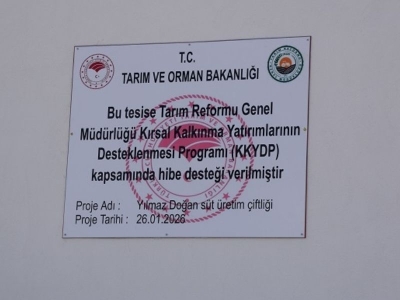 T.C.
TARIM VE ORMAN BAKANLIĞI
Bu tesise Tarım Reformu Genel
Müdürlüğü Kırsal Kalkınma Yatırımlarının
Desteklenmesi Programı (KKYDP)
kapsamında hibe desteği verilmiştir
Proje Adı : Yılmaz Doğan süt üretim çiftliği
Proje Tarihi : 26.01.2026